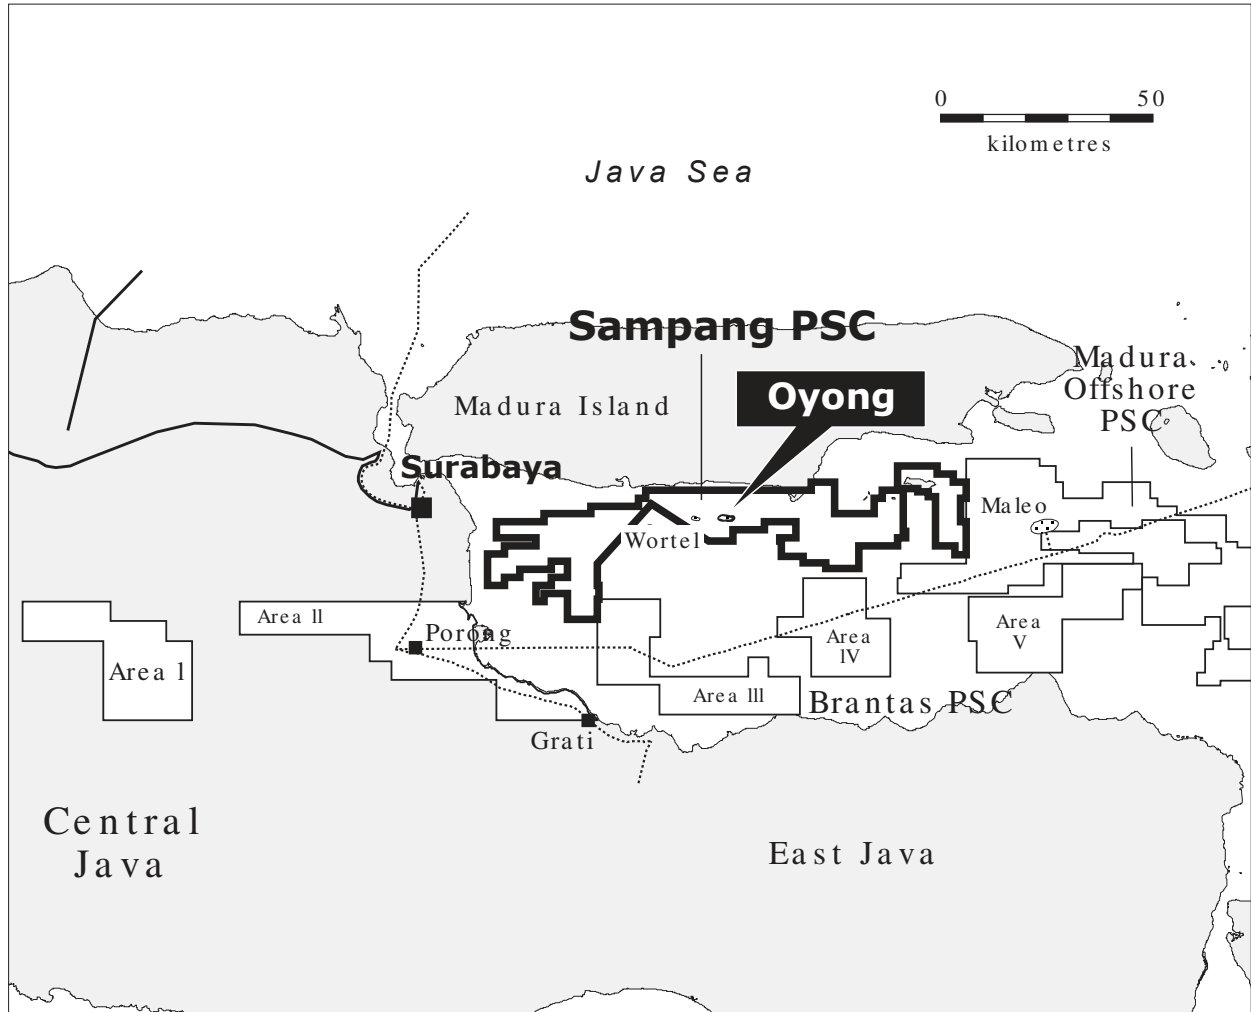 0 50
kilometres
Java Sea
Sampang PSC
Madura
Offshore
PSC
Oyong
Madura Island
Surabaya
Maleo
Wortel
Area II
Porong
Area I
Area
IV
Area
V
Area III
Brantas PSC
Grati
Central
Java
East Java